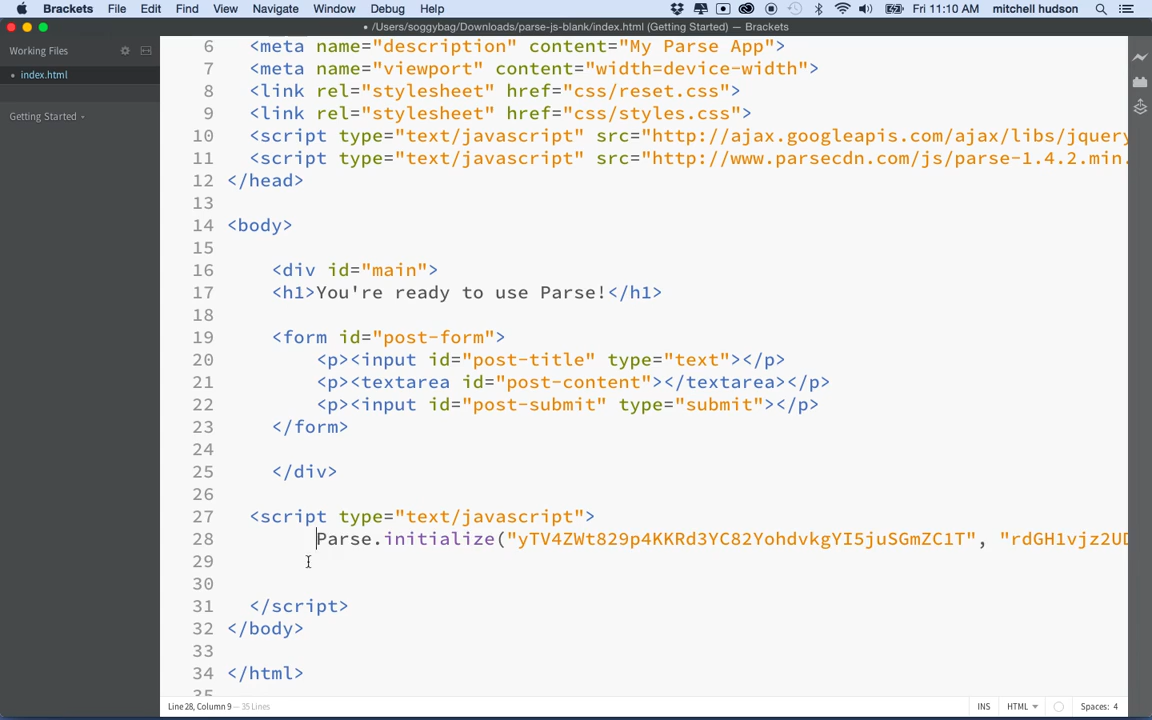 Brackets File Edit Find View Navigate Window Debug Help Fri 11:10 AM mitchell hudson
• /Users/soggybag/Downloads/parse-js-blank/index.html (Getting Started) — Brackets
Working Files
• index.html
Getting Started
6 <meta name="description" content="My Parse App">
7 <meta name="viewport" content="width=device-width">
8 <link rel="stylesheet" href="css/reset.css">
9 <link rel="stylesheet" href="css/styles.css">
10 <script type="text/javascript" src="http://ajax.googleapis.com/ajax/libs/jquery
11 <script type="text/javascript" src="http://www.parsecdn.com/js/parse-1.4.2.min.
12 </head>
13
14 <body>
15
16 <div id="main">
17 <h1>You're ready to use Parse!</h1>
18
19 <form id="post-form">
20 <p><input id="post-title" type="text"></p>
21 <p><textarea id="post-content"></textarea></p>
22 <p><input id="post-submit" type="submit"></p>
23 </form>
24
25 </div>
26
27 <script type="text/javascript">
28 Parse.initialize("yTV4ZWt829p4KKRd3YC82YohdvkgYI5juSGmZC1T", "rdGH1vjz2UD
29
30
31 </script>
32 </body>
33
34 </html>
35
Line 28, Column 9 — 35 Lines INS HTML Spaces: 4